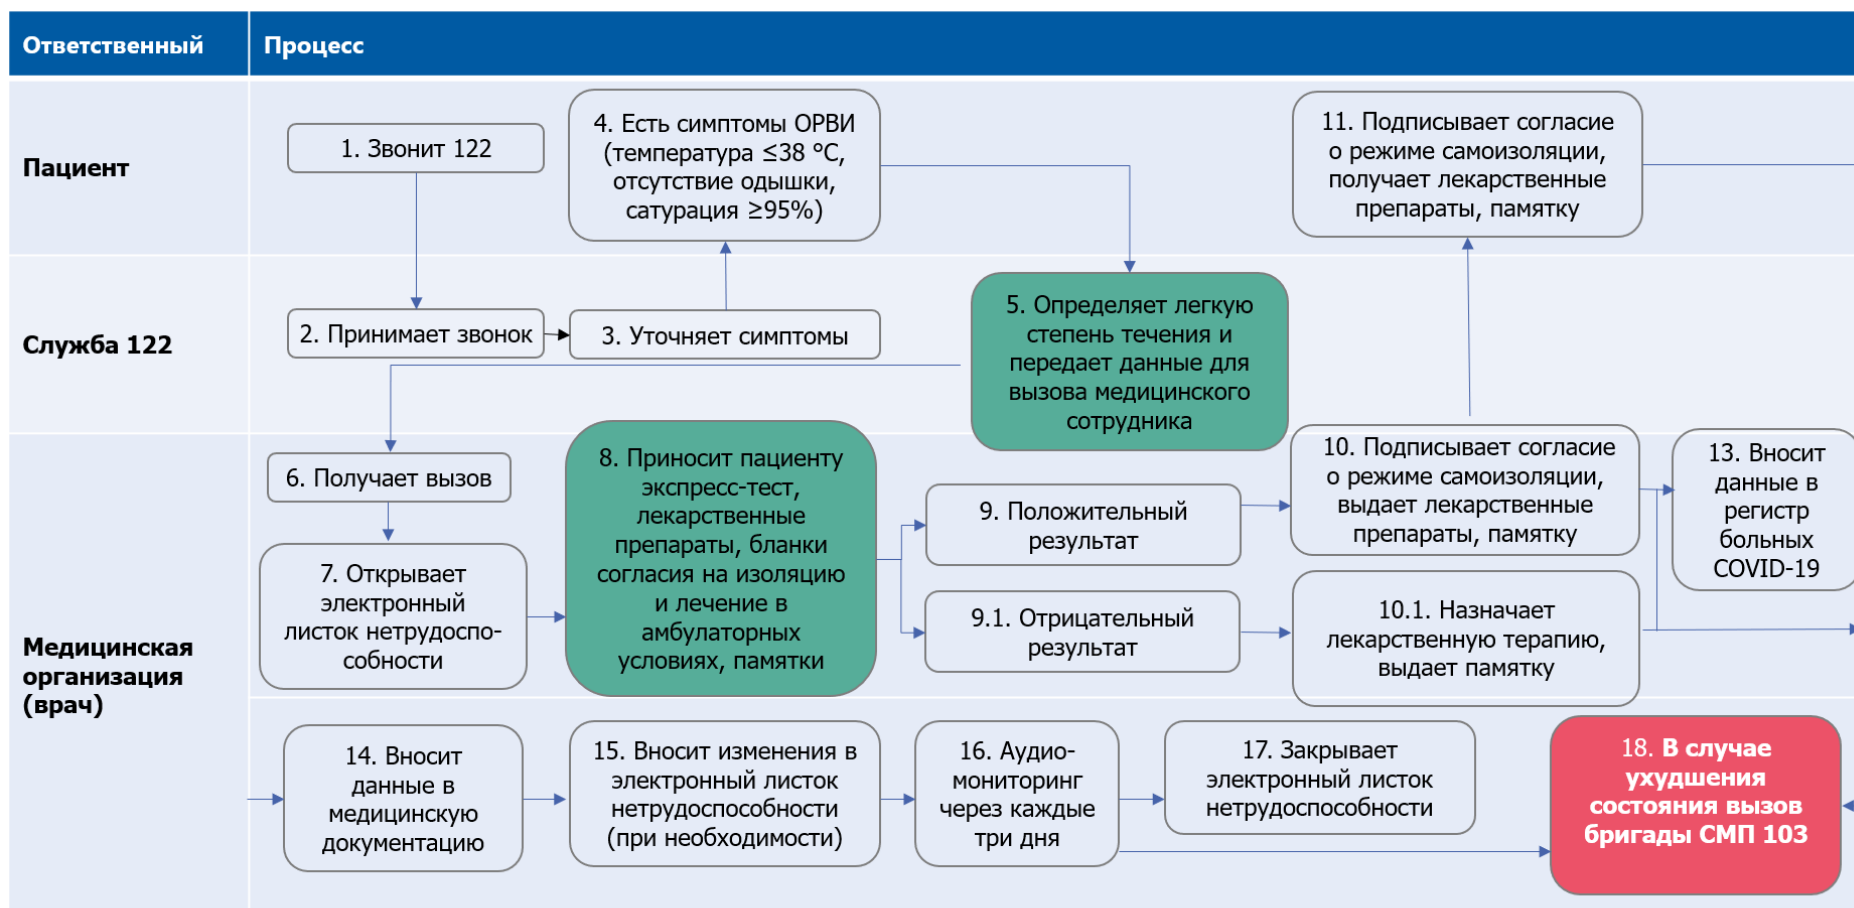 Ответственный
Процесс
Пациент
1. Звонит 122
4. Есть симптомы ОРВИ
(температура ≤38 °C,
отсутствие одышки,
сатурация ≥95%)
11. Подписывает согласие
о режиме самоизоляции,
получает лекарственные
препараты, памятку
Служба 122
2. Принимает звонок
3. Уточняет симптомы
5. Определяет легкую
степень течения и
передает данные для
вызова медицинского
сотрудника
Медицинская
организация
(врач)
6. Получает вызов
7. Открывает
электронный
листок нетрудоспо-
собности
8. Приносит пациенту
экспресс-тест,
лекарственные
препараты, бланки
согласия на изоляцию
и лечение в
амбулаторных
условиях, памятки
9. Положительный
результат
9.1. Отрицательный
результат
10. Подписывает согласие
о режиме самоизоляции,
выдает лекарственные
препараты, памятку
10.1. Назначает
лекарственную терапию,
выдает памятку
13. Вносит
данные в
регистр
больных
COVID-19
14. Вносит
данные в
медицинскую
документацию
15. Вносит изменения в
электронный листок
нетрудоспособности
(при необходимости)
16. Аудио-
мониторинг
через каждые
три дня
17. Закрывает
электронный листок
нетрудоспособности
18. В случае
ухудшения
состояния вызов
бригады СМП 103